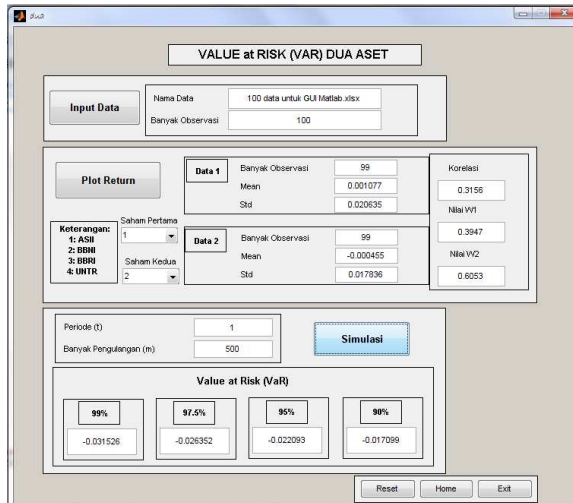 dua
VALUE at RISK (VAR) DUA ASET
Input Data
Nama Data
100 data untuk GUI Matlab.xlsx
Banyak Observasi
100
Plot Return
Keterangan:
1: ASII
2: BBNI
3: BBRI
4: UNTR
Saham Pertama
1
Saham Kedua
2
Data 1
Banyak Observasi
99
Mean
0.001077
Std
0.020635
Data 2
Banyak Observasi
99
Mean
-0.000455
Std
0.017836
Korelasi
0.3156
Nilai W1
0.3947
Nilai W2
0.6053
Periode (t)
1
Banyak Pengulangan (m)
500
Simulasi
Value at Risk (VaR)
99%
97.5%
95%
90%
-0.031526
-0.026352
-0.022093
-0.017099
Reset
Home
Exit